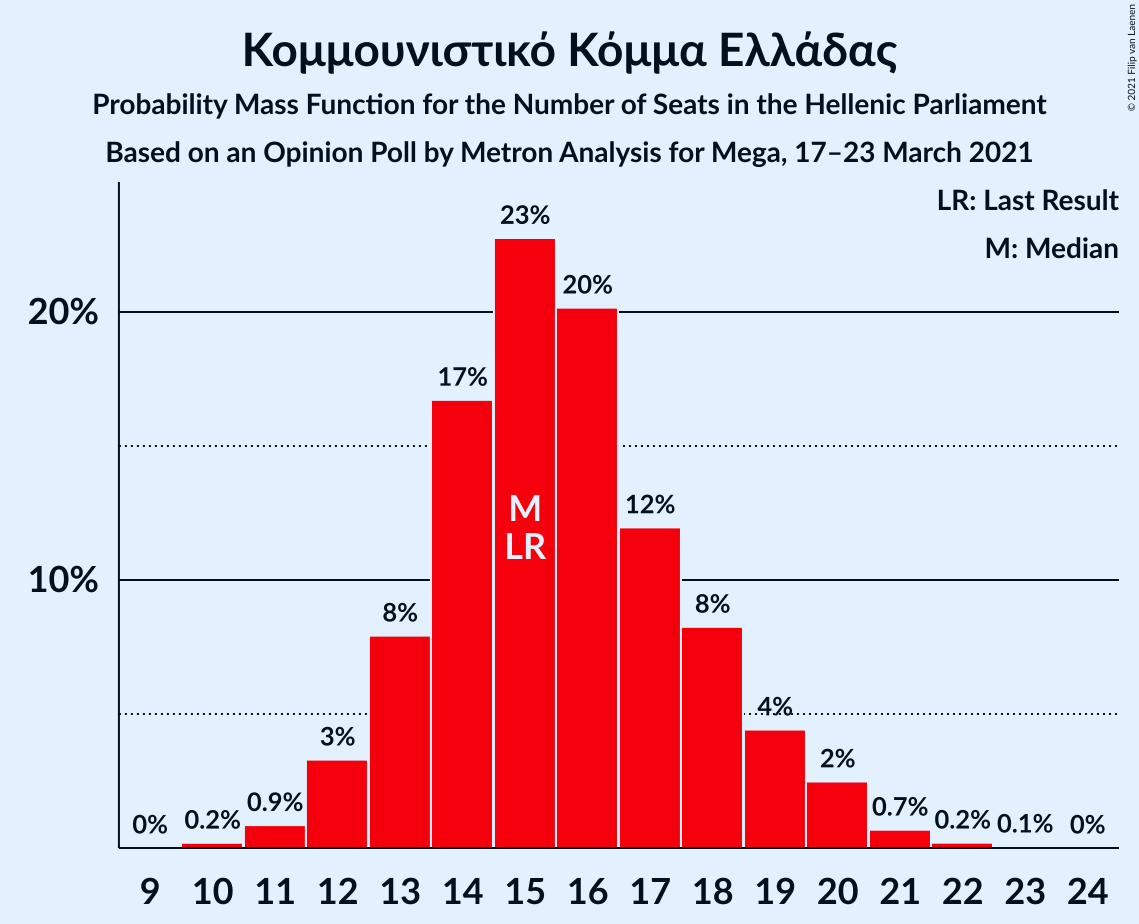 © 2021 Filip van Laenen
Κομμουνιστικό Κόμμα Ελλάδας
Probability Mass Function for the Number of Seats in the Hellenic Parliament
Based on an Opinion Poll by Metron Analysis for Mega, 17–23 March 2021
LR: Last Result
M: Median
20%
10%
0% 0.2% 0.9% 3% 8% 17% 23% 20% 12% 8% 4% 2% 0.7% 0.2% 0.1% 0%
M
LR
9 10 11 12 13 14 15 16 17 18 19 20 21 22 23 24